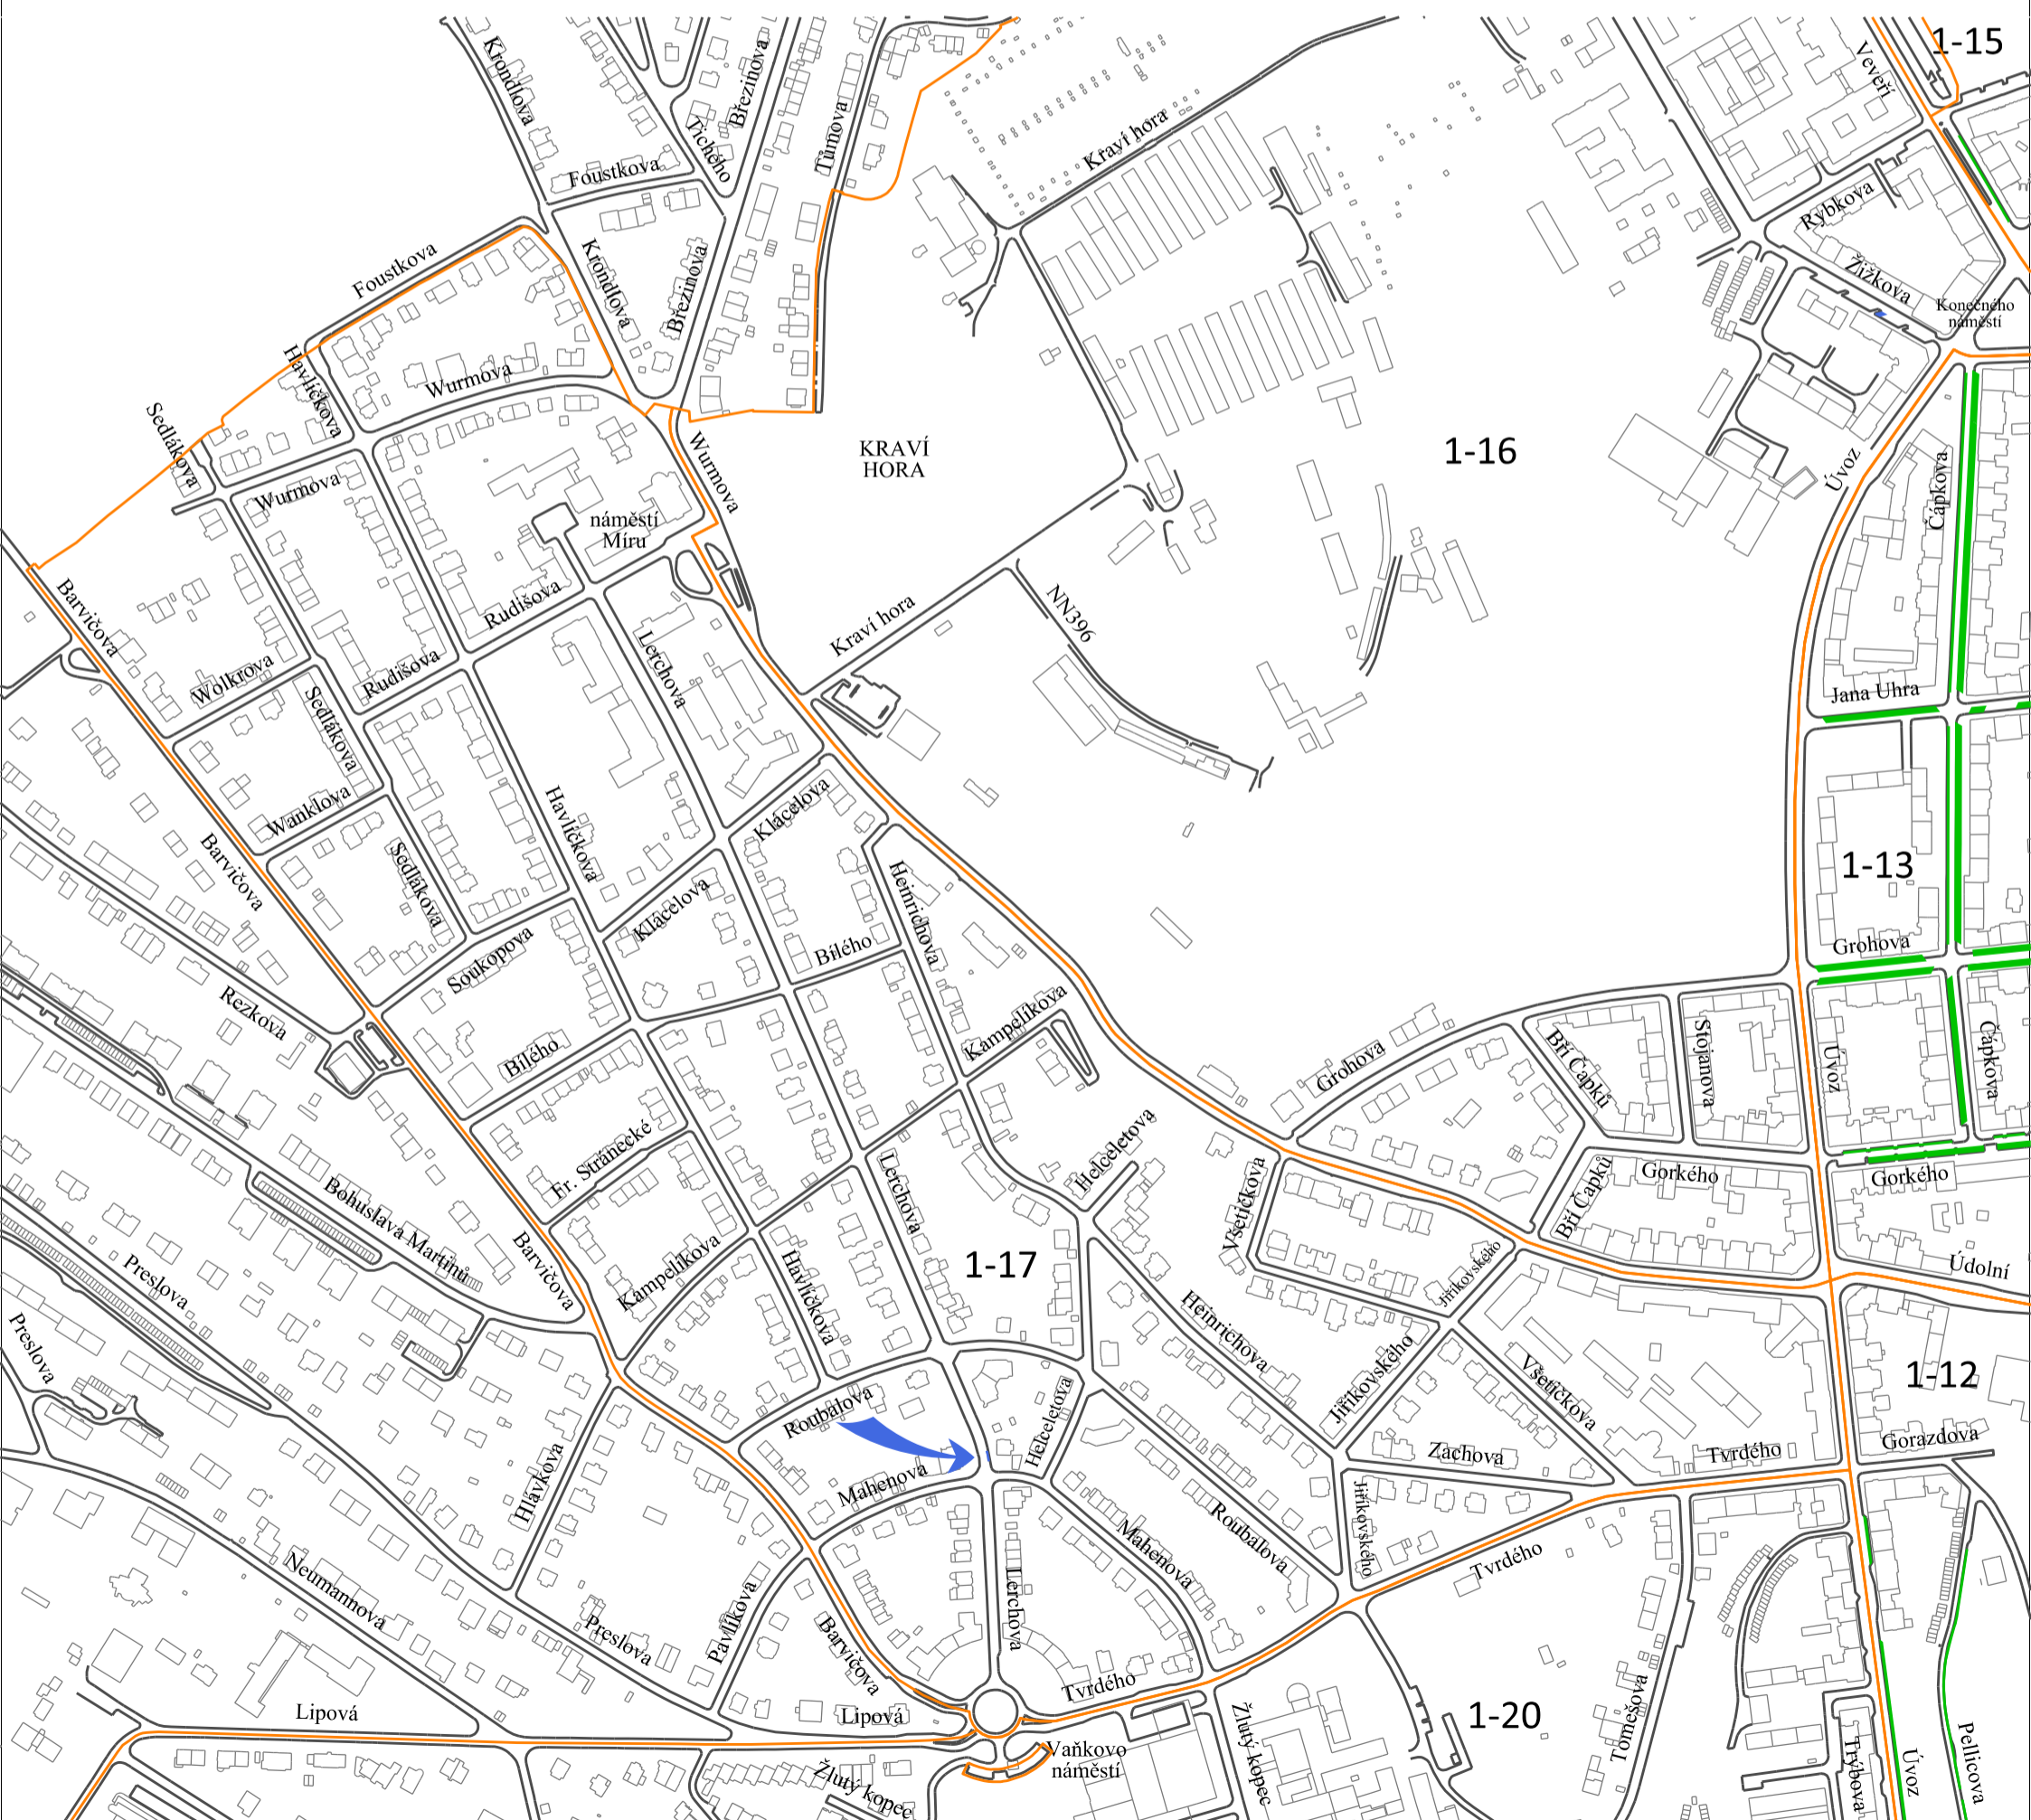 1-15
Veveří
Krondlova
Březinova
Tichého
Tůmova
Kraví hora
Foustkova
Rybkova
Žižkova
Konečného
náměstí
Foustkova
Krondlova
Březinova
Havlíčkova
Wurmova
Sedlákova
Wurmova
Wurmova
KRAVÍ
HORA
1-16
Úvoz
Čápkova
náměstí
Míru
Barvičova
Rudišova
Kraví hora
NN396
Wolkrova
Rudišova
Lerchova
Sedlákova
Jana Uhra
Wanklova
Havlíčkova
Klácelova
Barvičova
Sedlákova
Heinrichova
1-13
Klácelova
Bílého
Grohova
Soukopova
Rezkova
Kampelíkova
Bílého
Grohova
Bří Čapků
Stojanova
Úvoz
Čápkova
Fr. Stránecké
Helceletova
Lerchova
Všetičkova
Bří Čapků
Gorkého
Gorkého
Bohuslava Martinů
Barvičova
Preslova
Kampelíkova
Havlíčkova
1-17
Jiříkovského
Údolní
Preslova
Heinrichova
Jiříkovského
Všetičkova
1-12
Roubalova
Helceletova
Mahenova
Zachova
Tvrdého
Gorazdova
Hlávkova
Jiříkovského
Roubalova
Mahenova
Tvrdého
Neumannova
Lerchova
Pavlíkova
Preslova
Barvičova
Tvrdého
Lipová
Lipová
Žlutý kopec
1-20
Tomešova
Vaňkovo
náměstí
Žlutý kopec
Trýbova
Úvoz
Pellicova